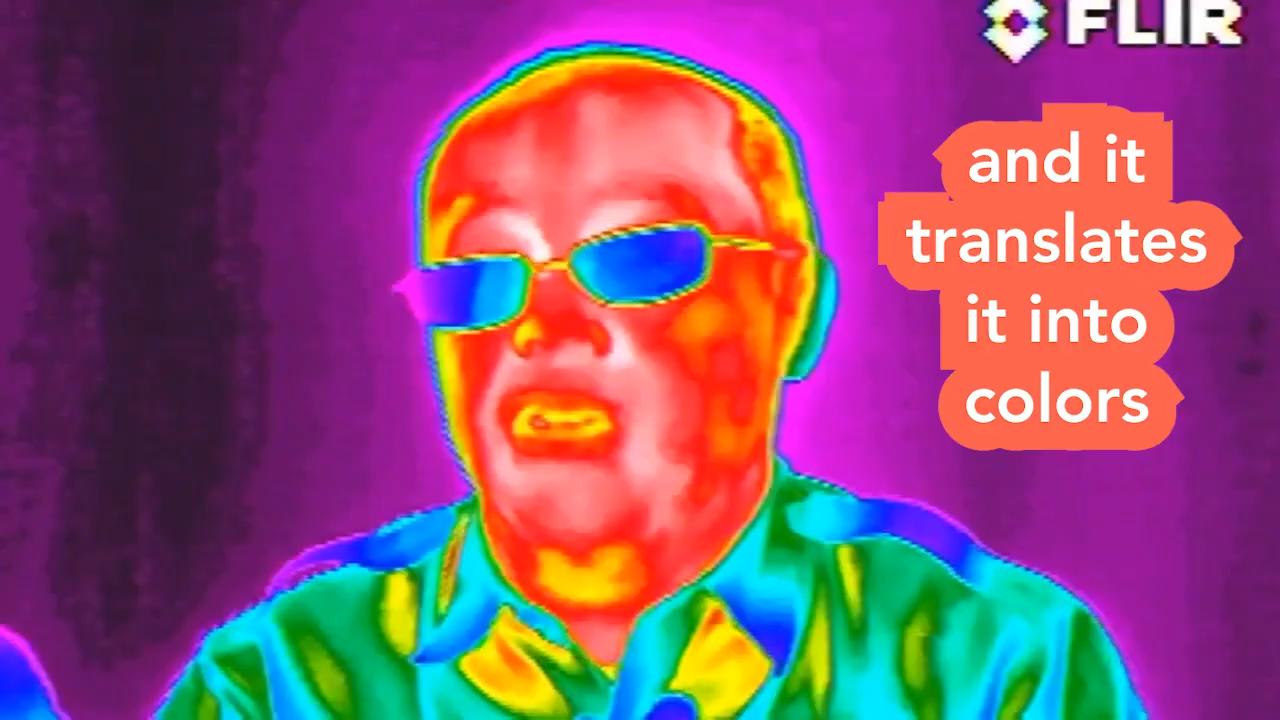 FLIR
and it
translates
it into
colors